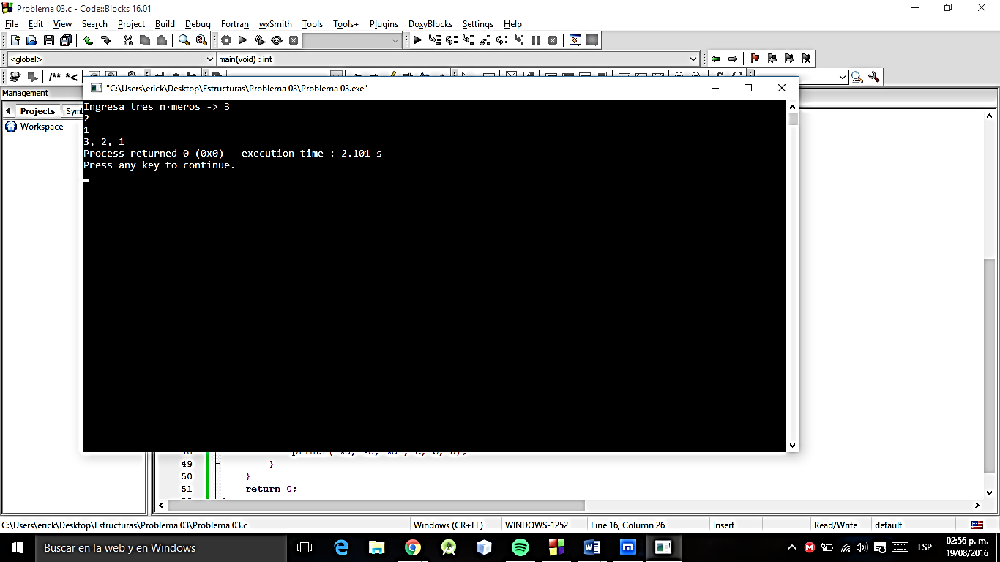 Problema 03.c - Code::Blocks 16.01
File Edit View Search Project Build Debug Fortran wxSmith Tools Tools+ Plugins DoxyBlocks Settings Help
<global> main(void) : int
/** *<
Management
"C:\Users\erick\Desktop\Estructuras\Problema 03\Problema 03.exe"
Projects Symb
Workspace
Ingresa tres n·meros -> 3
2
1
3, 2, 1
Process returned 0 (0x0) execution time : 2.101 s
Press any key to continue.
49 }
50 }
51 return 0;
C:\Users\erick\Desktop\Estructuras\Problema 03\Problema 03.c Windows (CR+LF) WINDOWS-1252 Line 16, Column 26 Insert Read/Write default
Buscar en la web y en Windows ESP 02:56 p. m.
19/08/2016